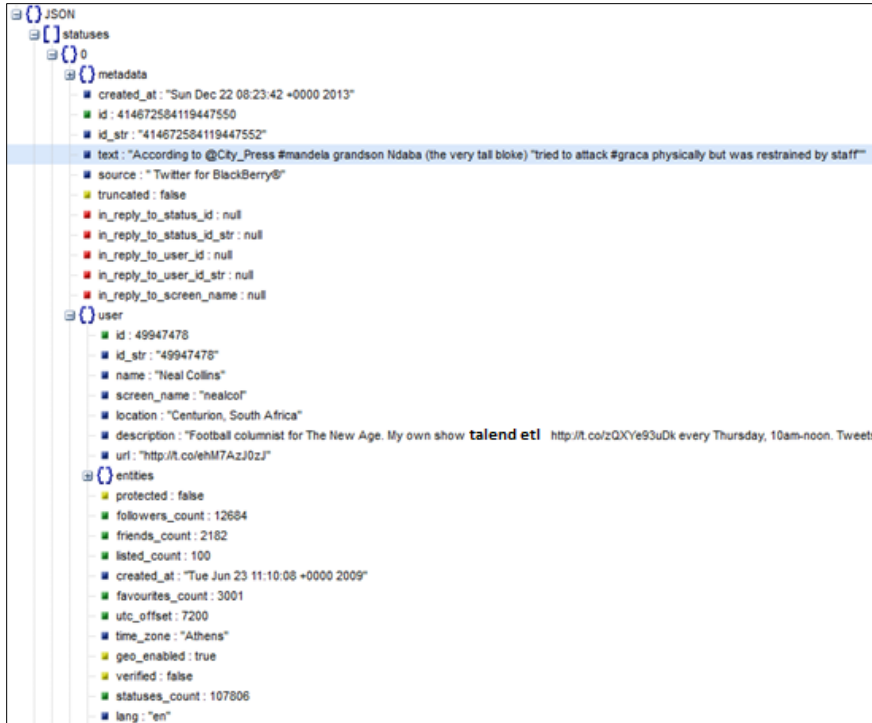 {} JSON
[] statuses
{} 0
{} metadata
created_at : "Sun Dec 22 08:23:42 +0000 2013"
id : 414672584119447550
id_str : "414672584119447552"
text : "According to @City_Press #mandela grandson Ndaba (the very tall bloke) "tried to attack #graca physically but was restrained by staff""
source : " Twitter for BlackBerry®"
truncated : false
in_reply_to_status_id : null
in_reply_to_status_id_str : null
in_reply_to_user_id : null
in_reply_to_user_id_str : null
in_reply_to_screen_name : null
{} user
id : 49947478
id_str : "49947478"
name : "Neal Collins"
screen_name : "nealcol"
location : "Centurion, South Africa"
description : "Football columnist for The New Age. My own show talend etl http://t.co/zQXYe93uDk every Thursday, 10am-noon. Tweets
url : "http://t.co/ehM7AzJ0zJ"
{} entities
protected : false
followers_count : 12684
friends_count : 2182
listed_count : 100
created_at : "Tue Jun 23 11:10:08 +0000 2009"
favourites_count : 3001
utc_offset : 7200
time_zone : "Athens"
geo_enabled : true
verified : false
statuses_count : 107806
lang : "en"